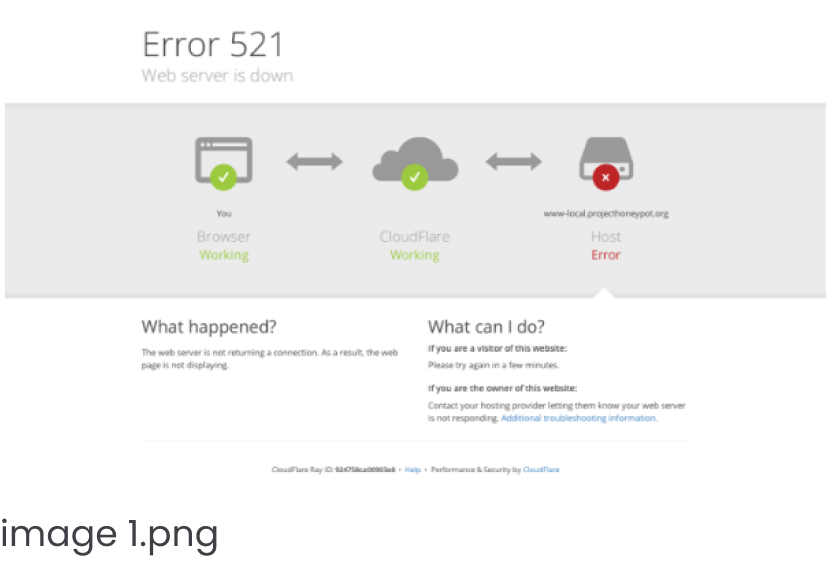 Error 521
Web server is down
You
Browser
Working
CloudFlare
Working
www-local.projecthoneypot.org
Host
Error
What happened?
The web server is not returning a connection. As a result, the web
page is not displaying.
What can I do?
If you are a visitor of this website:
Please try again in a few minutes.
If you are the owner of this website:
Contact your hosting provider letting them know your web server
is not responding. Additional troubleshooting information.
CloudFlare Ray ID: • Help • Performance & Security by CloudFlare
image 1.png